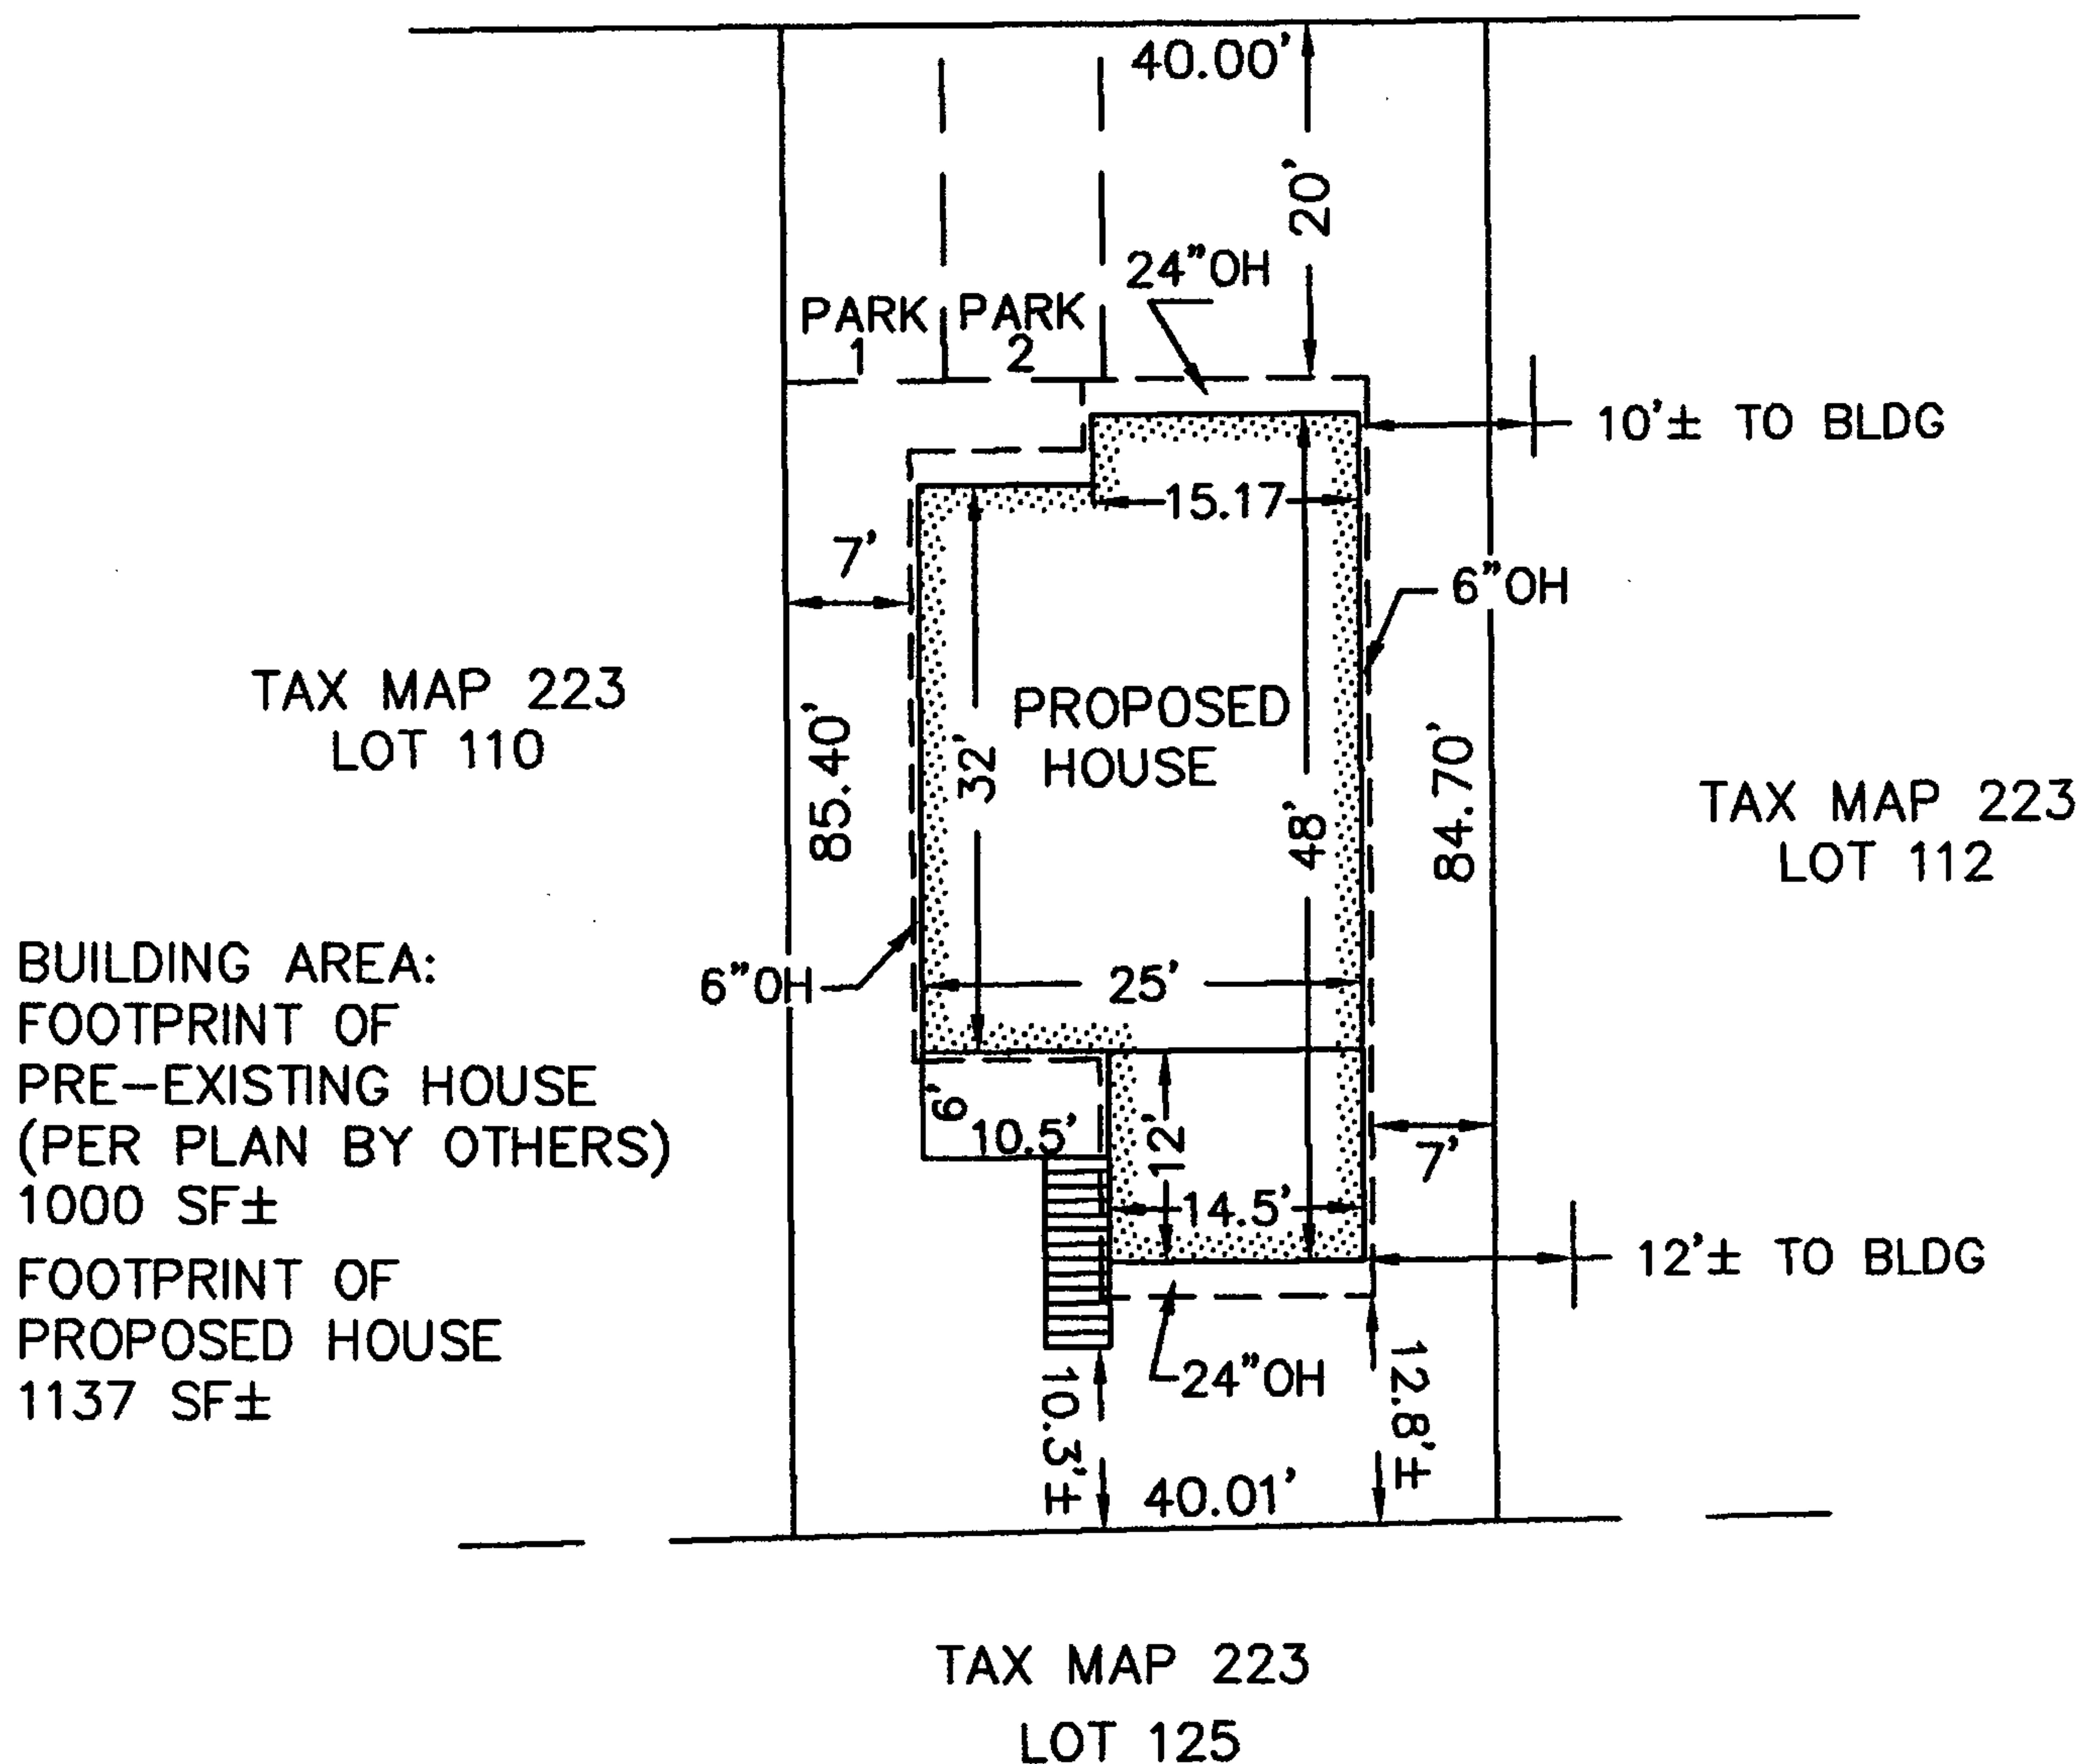 40.00'
20'
24"OH
PARK
1
PARK
2
10'± TO BLDG
15.17
7'
6"OH
TAX MAP 223
LOT 110
PROPOSED
HOUSE
32'
85.40'
48'
84.70'
TAX MAP 223
LOT 112
BUILDING AREA:
FOOTPRINT OF
PRE-EXISTING HOUSE
(PER PLAN BY OTHERS)
1000 SF±
FOOTPRINT OF
PROPOSED HOUSE
1137 SF±
6"OH
25'
6'
10.5'
12'
7'
14.5'
12'± TO BLDG
24"OH
10.3'±
12.8'±
40.01'
TAX MAP 223
LOT 125